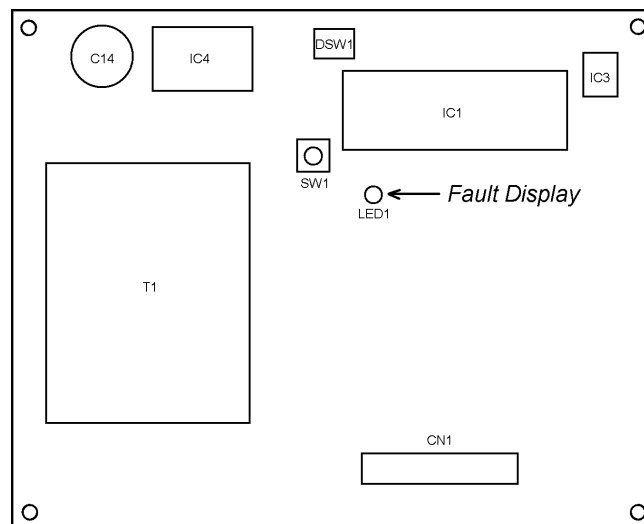 C14
IC4
DSW1
IC1
IC3
SW1
Fault Display
LED1
T1
CN1